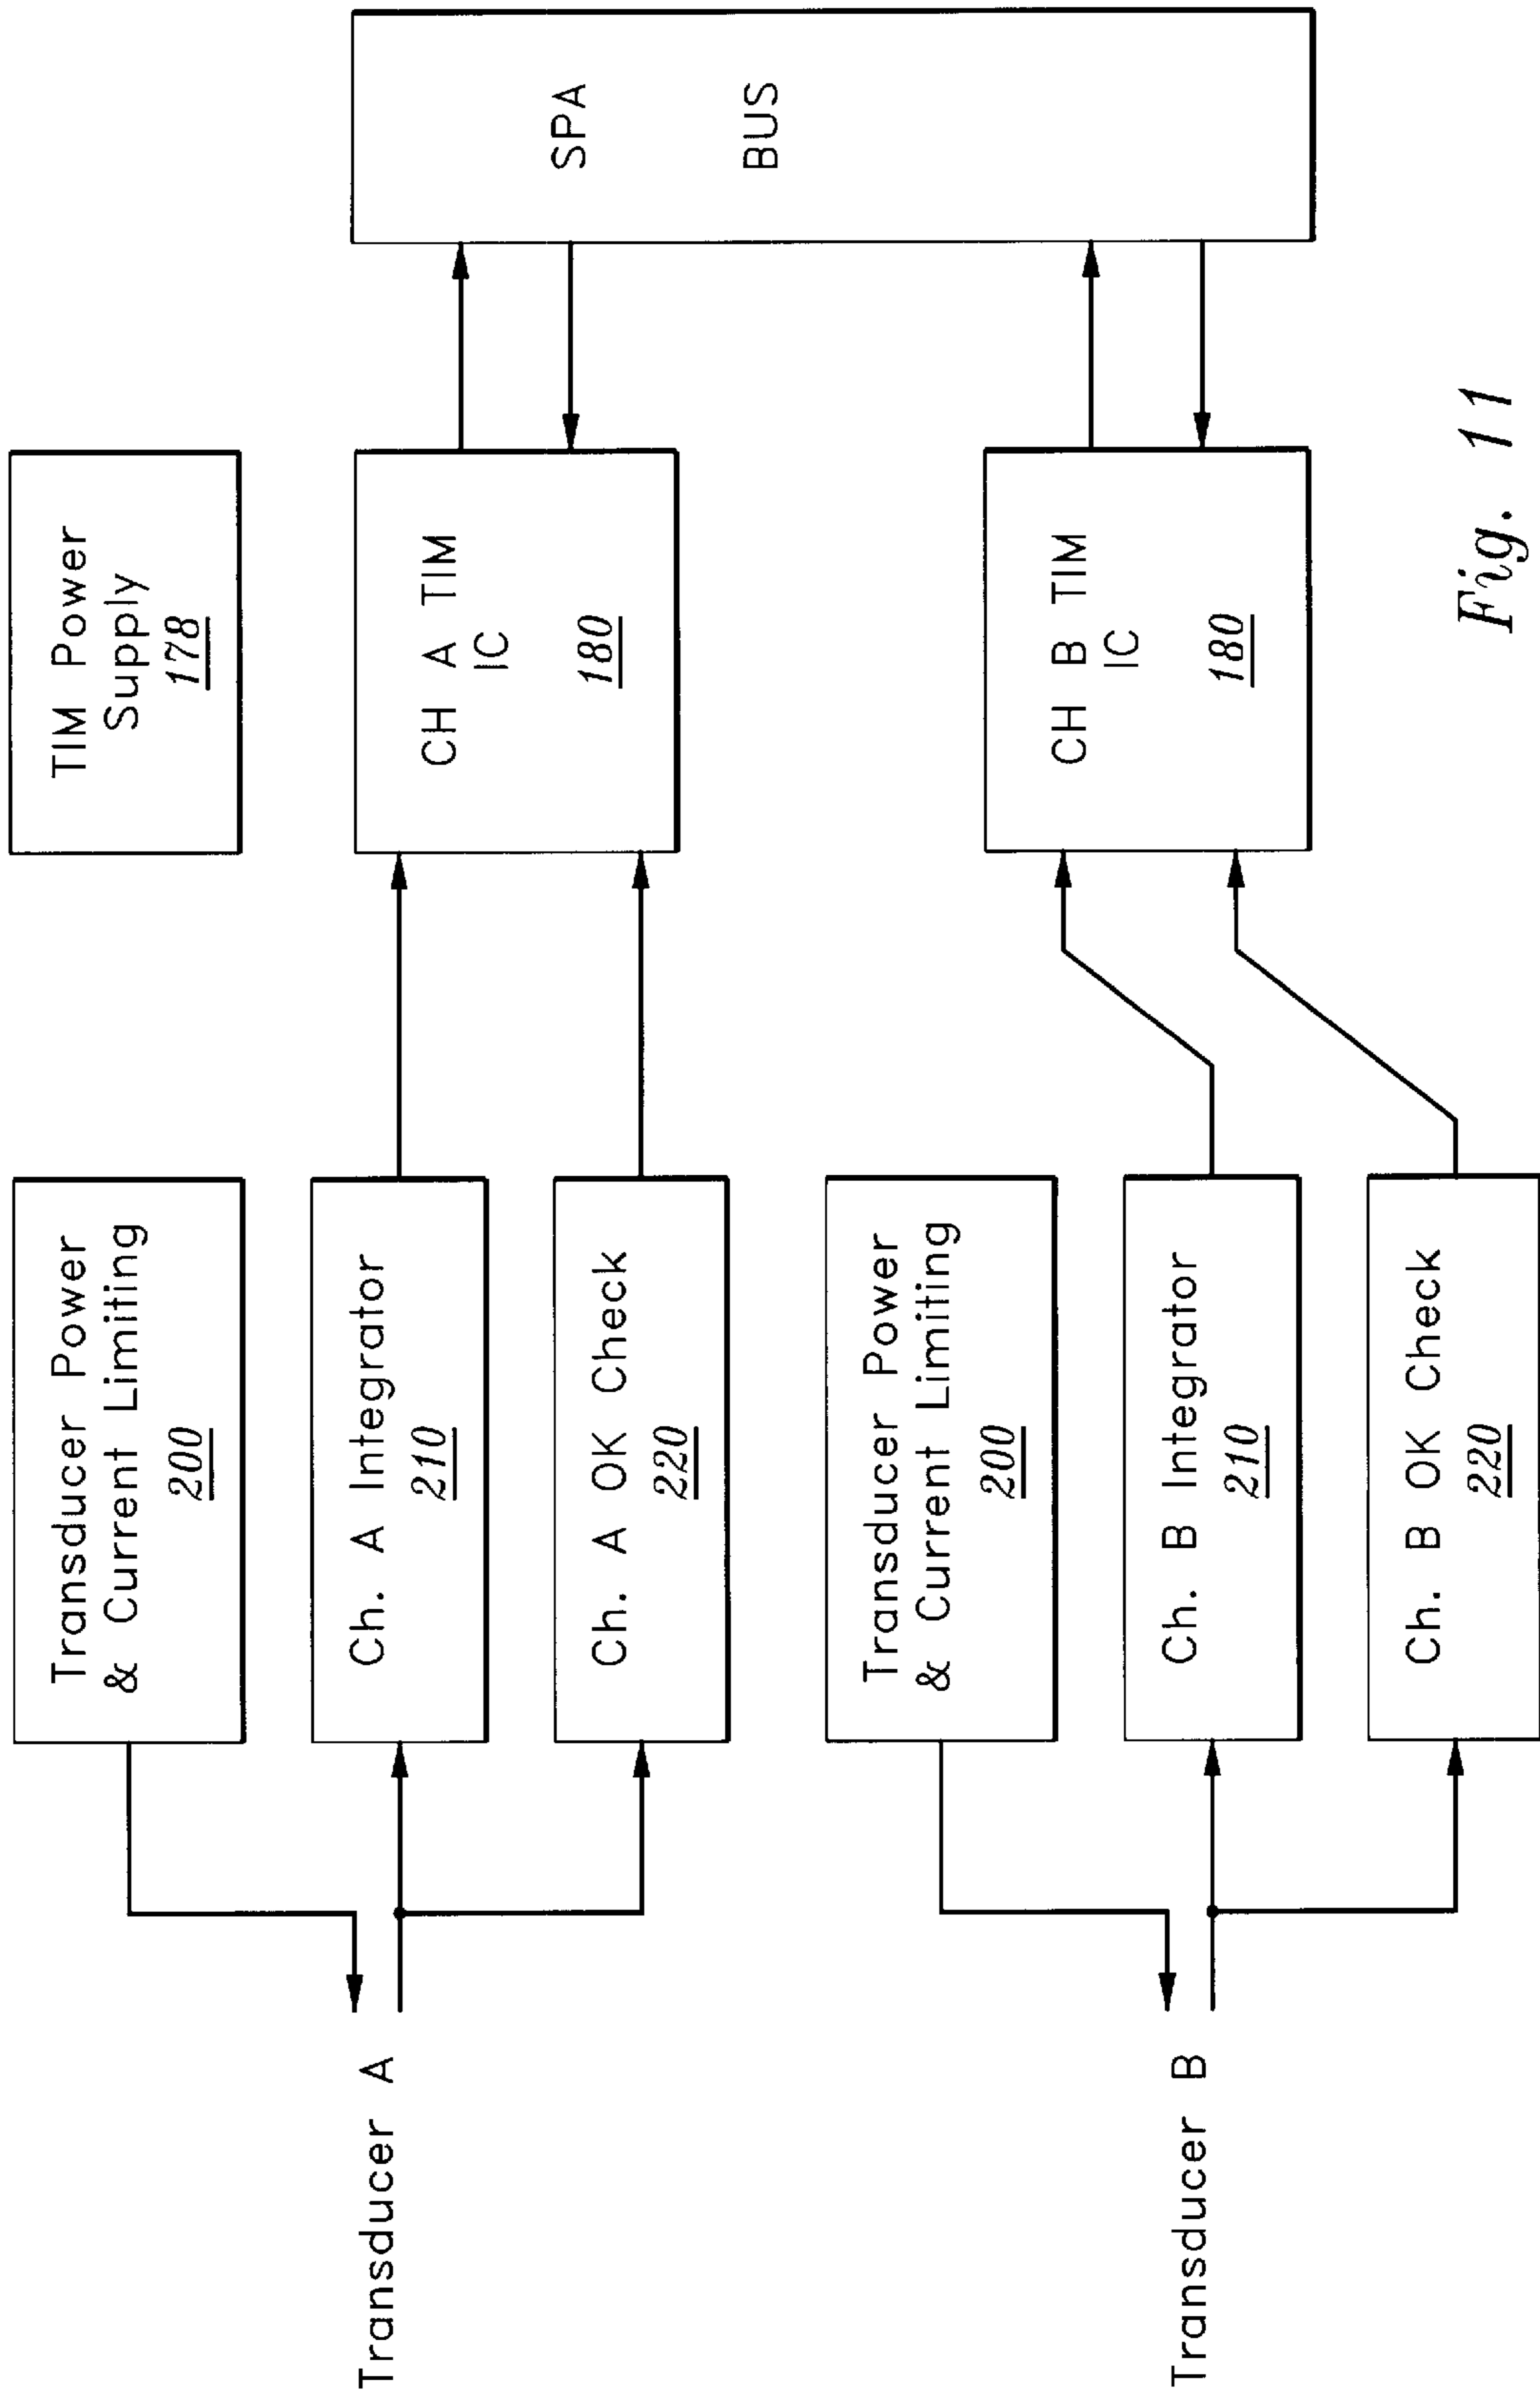 Transducer A
Transducer Power
& Current Limiting
200
Ch. A Integrator
210
Ch. A OK Check
220
TIM Power
Supply
178
CH A TIM
IC
180
SPA
BUS
Transducer B
Transducer Power
& Current Limiting
200
Ch. B Integrator
210
Ch. B OK Check
220
CH B TIM
IC
180
Fig. 11